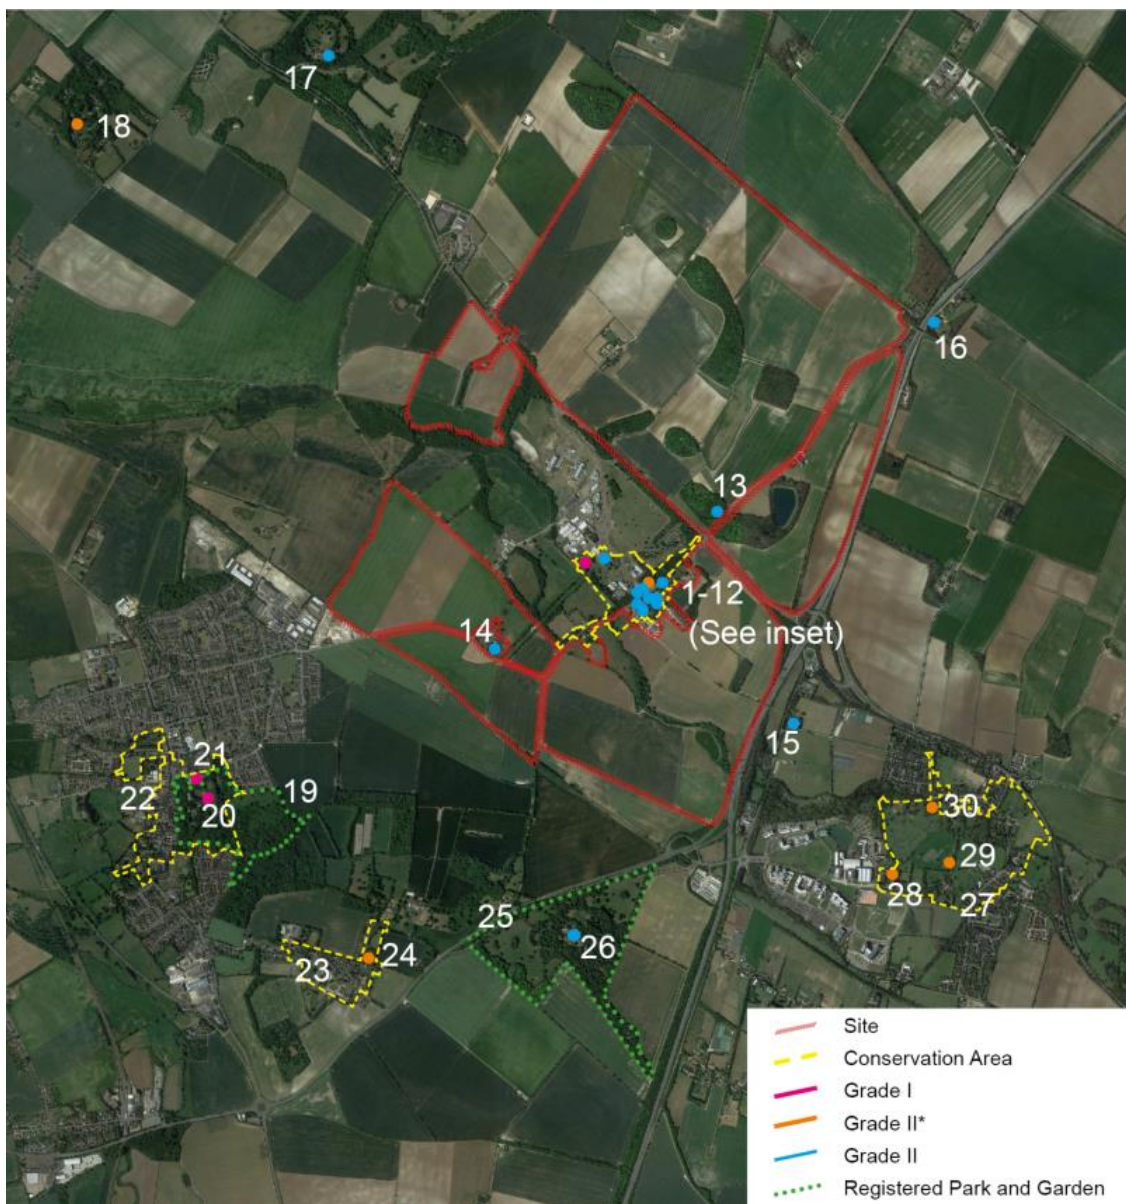 17
18
16
13
1-12
(See inset)
14
15
21
22
19
20
30
29
28
27
25
26
24
23
Site
Conservation Area
Grade I
Grade II*
Grade II
Registered Park and Garden